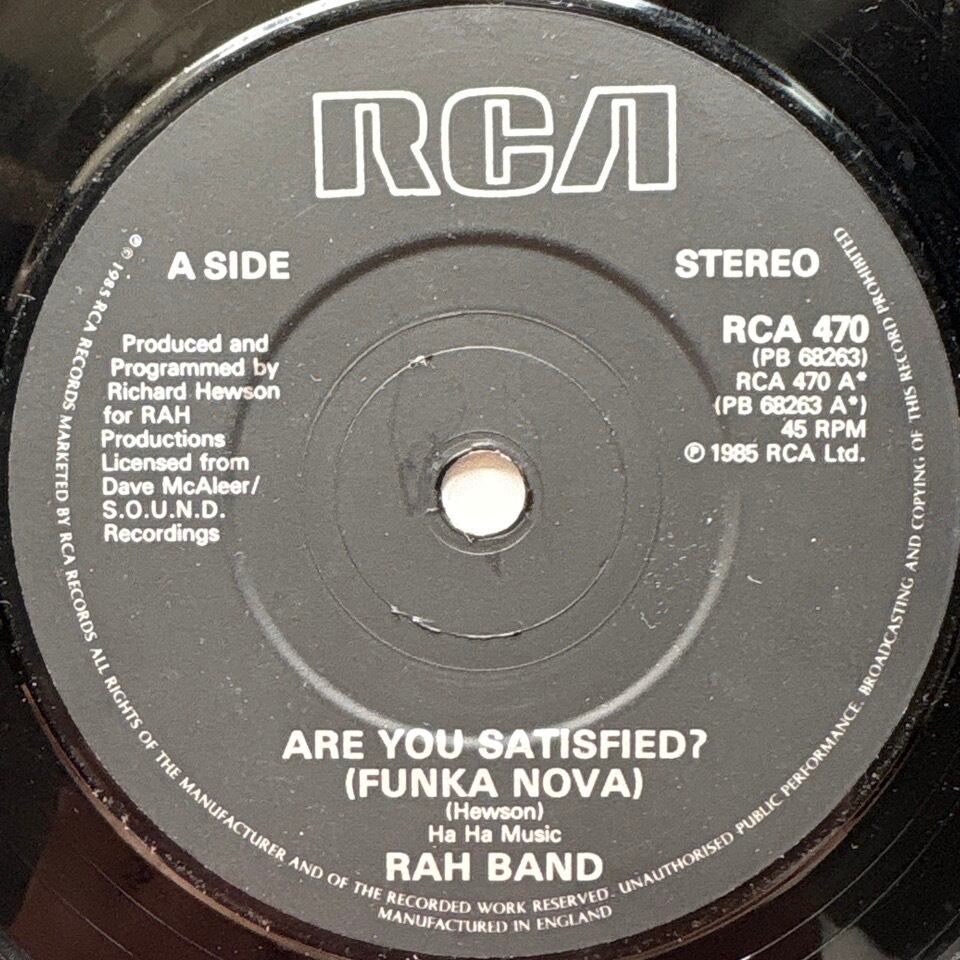 RCA
A SIDE
STEREO
Produced and
Programmed by
Richard Hewson
for RAH
Productions
Licensed from
Dave McAleer/
S.O.U.N.D.
Recordings
RCA 470
(PB 68263)
RCA 470 A*
(PB 68263 A*)
45 RPM
℗ 1985 RCA Ltd.
ARE YOU SATISFIED?
(FUNKA NOVA)
(Hewson)
Ha Ha Music
RAH BAND
℗ © 1985 RCA RECORDS MARKETED BY RCA RECORDS ALL RIGHTS OF THE MANUFACTURER AND OF THE RECORDED WORK RESERVED. UNAUTHORISED PUBLIC PERFORMANCE. BROADCASTING AND COPYING OF THIS RECORD PROHIBITED
MANUFACTURED IN ENGLAND